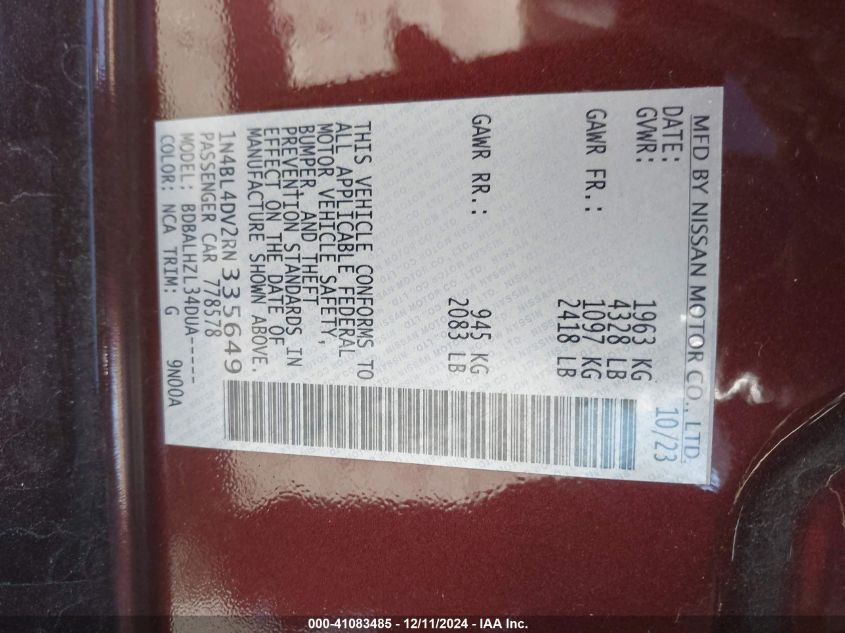 MFD BY NISSAN MOTOR CO., LTD.
DATE: 10/23
GVWR: 1963 KG
4328 LB
GAWR FR.: 1097 KG
2418 LB
GAWR RR.: 945 KG
2083 LB
THIS VEHICLE CONFORMS TO
ALL APPLICABLE FEDERAL
MOTOR VEHICLE SAFETY,
BUMPER AND THEFT
PREVENTION STANDARDS IN
EFFECT ON THE DATE OF
MANUFACTURE SHOWN ABOVE.
1N4BL4DV2RN335649
PASSENGER CAR 778578
MODEL: BDBALHZL34DUA-----
COLOR: NCA TRIM: G 9N00A
000-41083485 - 12/11/2024 - IAA Inc.